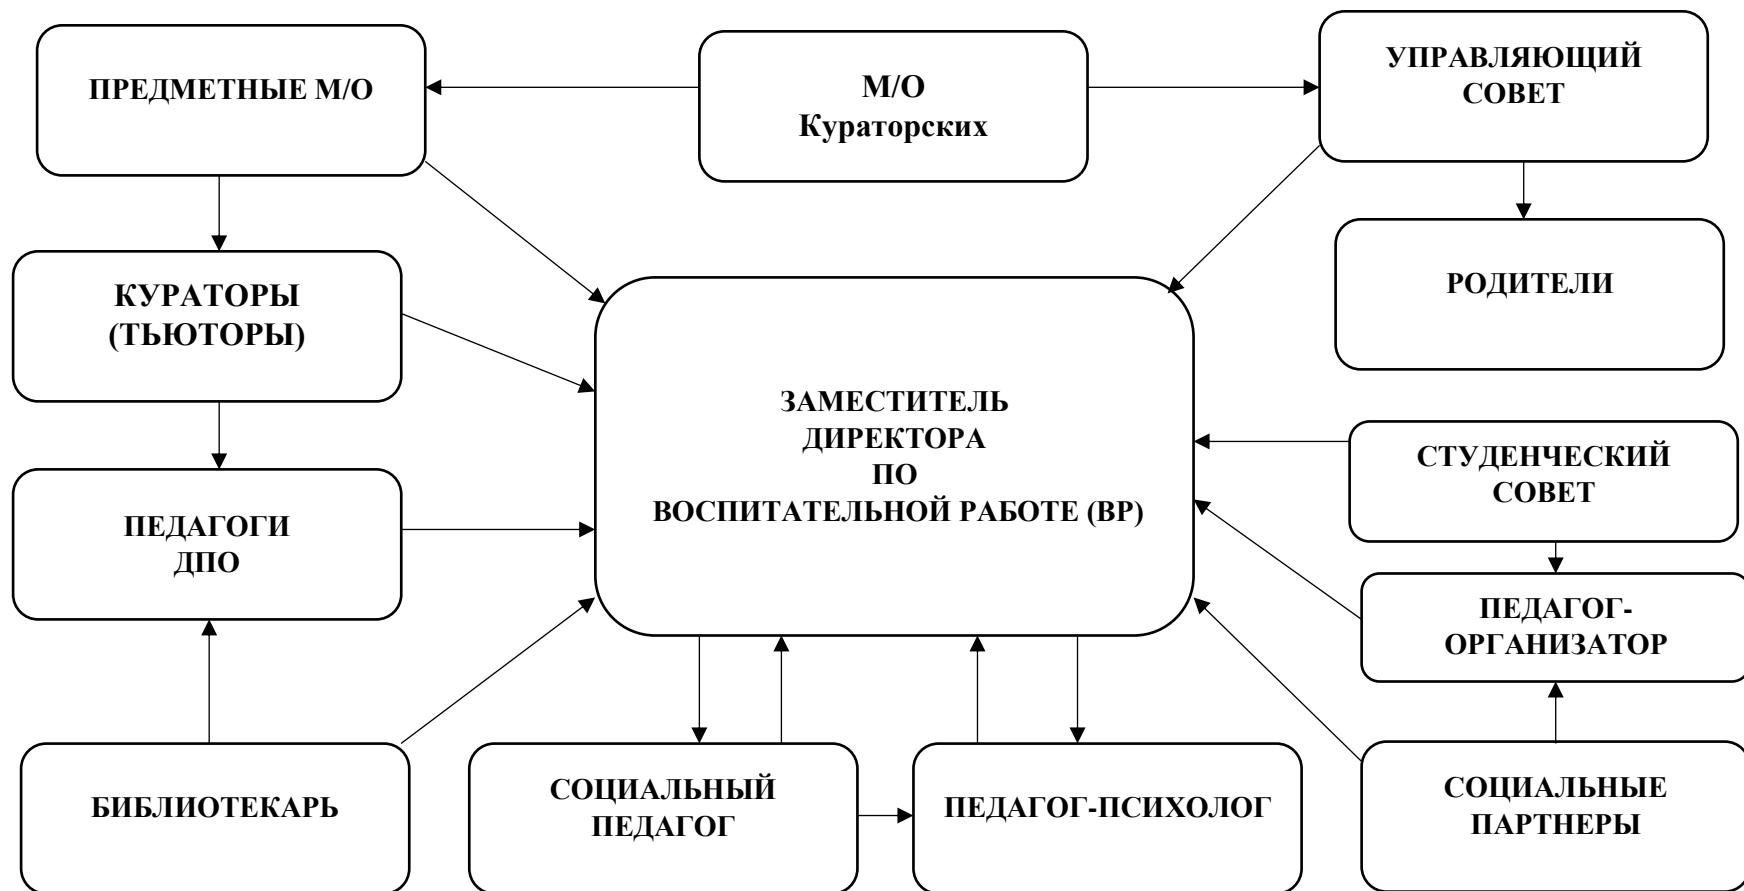 ПРЕДМЕТНЫЕ М/О
М/О
Кураторских
УПРАВЛЯЮЩИЙ
СОВЕТ
КУРАТОРЫ
(ТЬЮТОРЫ)
РОДИТЕЛИ
ЗАМЕСТИТЕЛЬ
ДИРЕКТОРА
ПО
ВОСПИТАТЕЛЬНОЙ РАБОТЕ (ВР)
СТУДЕНЧЕСКИЙ
СОВЕТ
ПЕДАГОГИ
ДПО
ПЕДАГОГ-
ОРГАНИЗАТОР
БИБЛИОТЕКАРЬ
СОЦИАЛЬНЫЙ
ПЕДАГОГ
ПЕДАГОГ-ПСИХОЛОГ
СОЦИАЛЬНЫЕ
ПАРТНЕРЫ